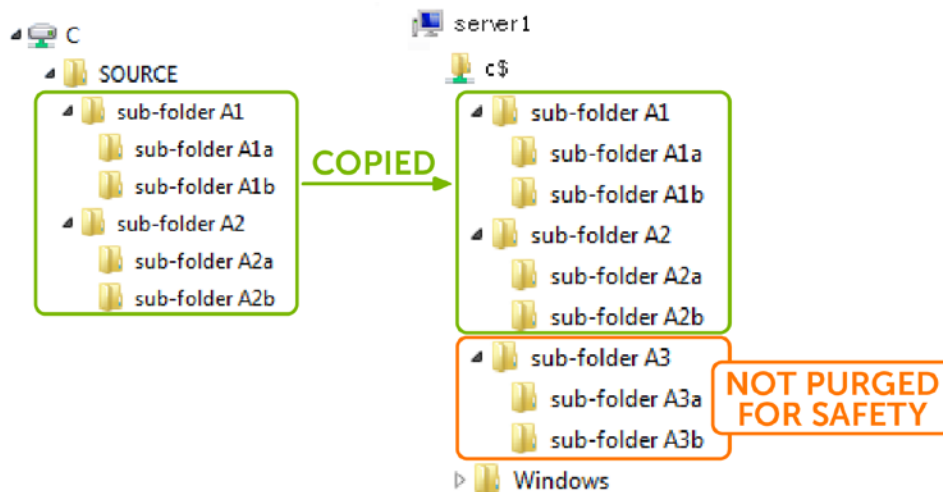 C
SOURCE
sub-folder A1
sub-folder A1a
sub-folder A1b
sub-folder A2
sub-folder A2a
sub-folder A2b
COPIED
server1
c$
sub-folder A1
sub-folder A1a
sub-folder A1b
sub-folder A2
sub-folder A2a
sub-folder A2b
sub-folder A3
sub-folder A3a
sub-folder A3b
NOT PURGED
FOR SAFETY
Windows